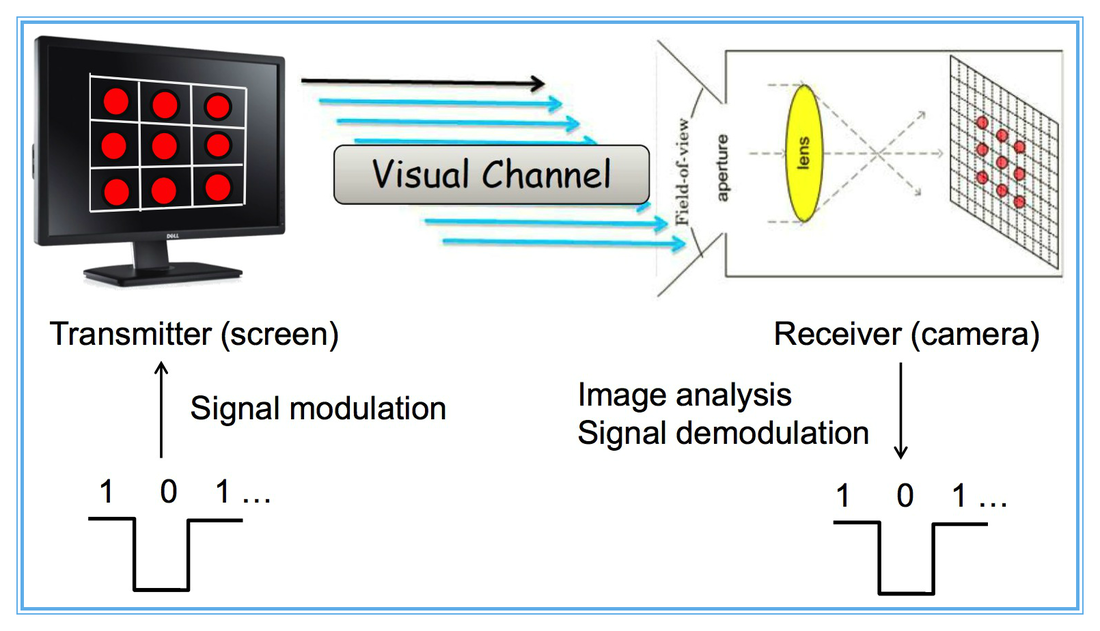 DELL
Visual Channel
Field-of-view
aperture
lens
Transmitter (screen)
Receiver (camera)
Signal modulation
Image analysis
Signal demodulation
1 0 1 ...
1 0 1 ...